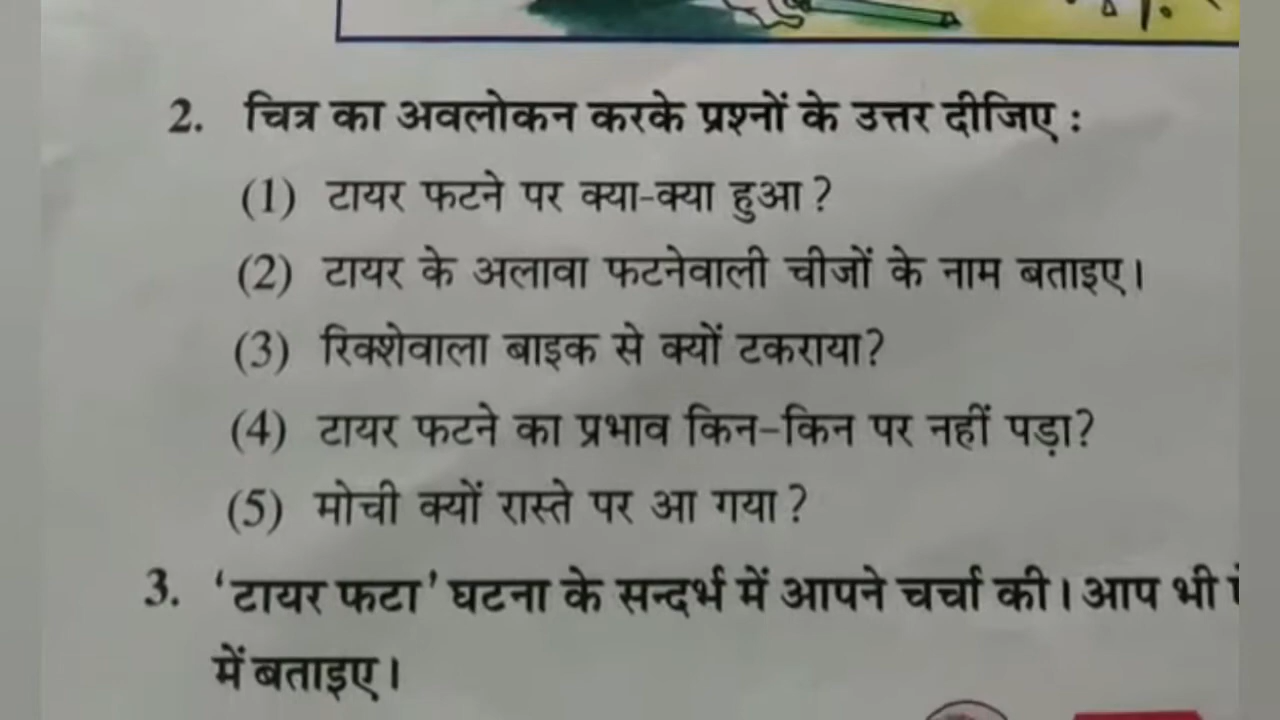 2. चित्र का अवलोकन करके प्रश्नों के उत्तर दीजिए :
(1) टायर फटने पर क्या-क्या हुआ ?
(2) टायर के अलावा फटनेवाली चीजों के नाम बताइए।
(3) रिक्शेवाला बाइक से क्यों टकराया?
(4) टायर फटने का प्रभाव किन-किन पर नहीं पड़ा?
(5) मोची क्यों रास्ते पर आ गया ?
3. ‘टायर फटा’ घटना के सन्दर्भ में आपने चर्चा की। आप भी
में बताइए।